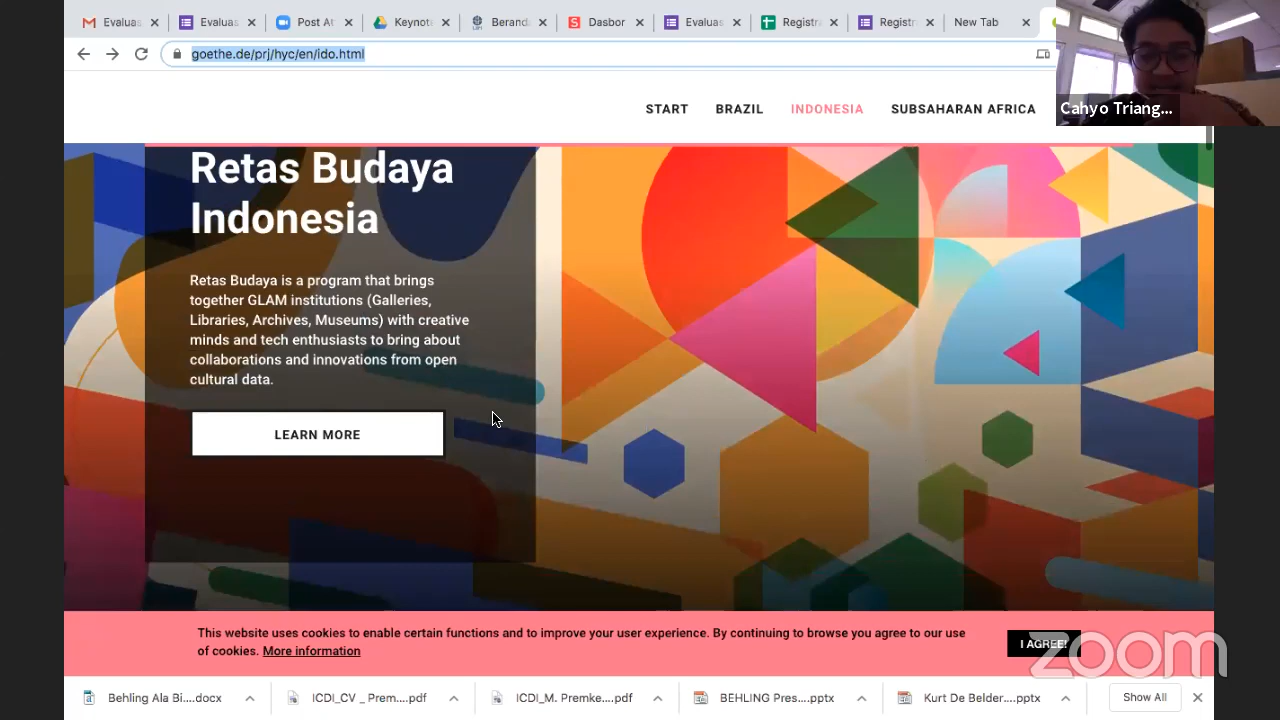 Evaluas
Evaluas
Post At
Keynote
Berand
Dasbor
Evaluas
Registr
Registr
New Tab
goethe.de/prj/hyc/en/ido.html
Cahyo Triang...
START
BRAZIL
INDONESIA
SUBSAHARAN AFRICA
Retas Budaya
Indonesia
Retas Budaya is a program that brings
together GLAM institutions (Galleries,
Libraries, Archives, Museums) with creative
minds and tech enthusiasts to bring about
collaborations and innovations from open
cultural data.
LEARN MORE
This website uses cookies to enable certain functions and to improve your user experience. By continuing to browse you agree to our use
of cookies. More information
I AGREE!
zoom
Behling Ala Bi....docx
ICDI_CV _ Prem....pdf
ICDI_M. Premke...pdf
BEHLING Pres....pptx
Kurt De Belder....pptx
Show All